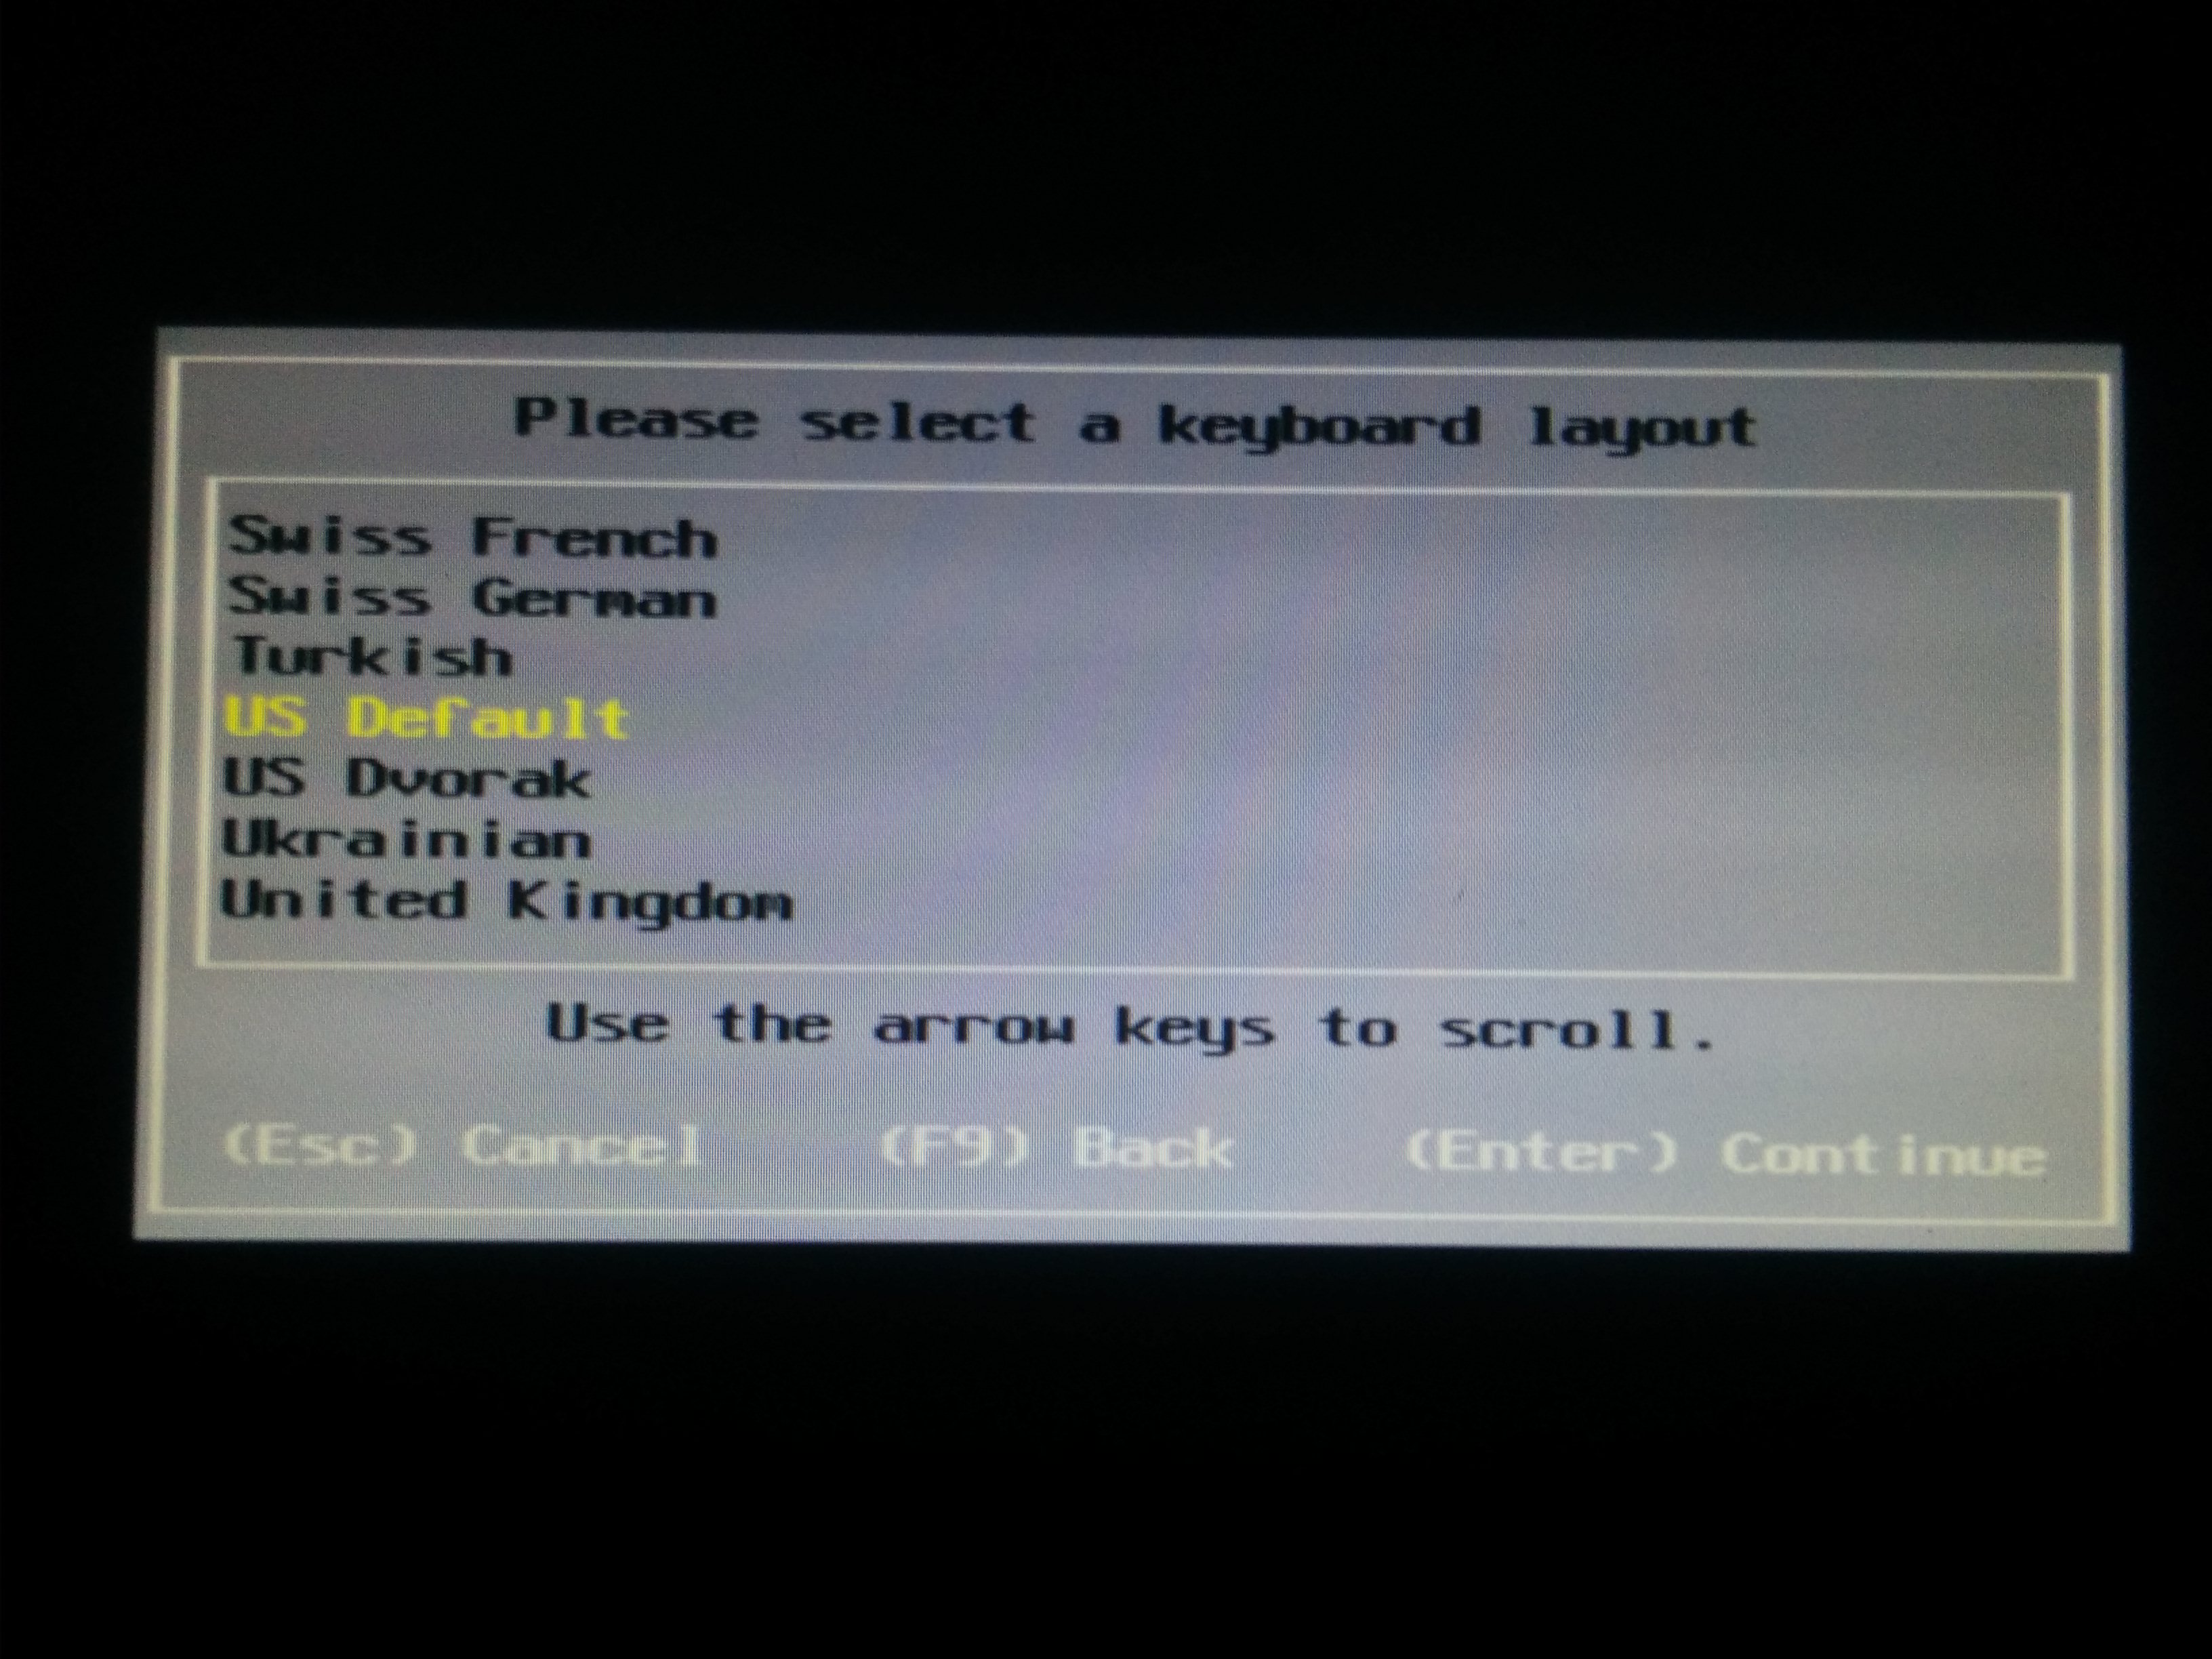 Please select a keyboard layout
Swiss French
Swiss German
Turkish
US Default
US Dvorak
Ukrainian
United Kingdom
Use the arrow keys to scroll.
(Esc) Cancel (F9) Back (Enter) Continue